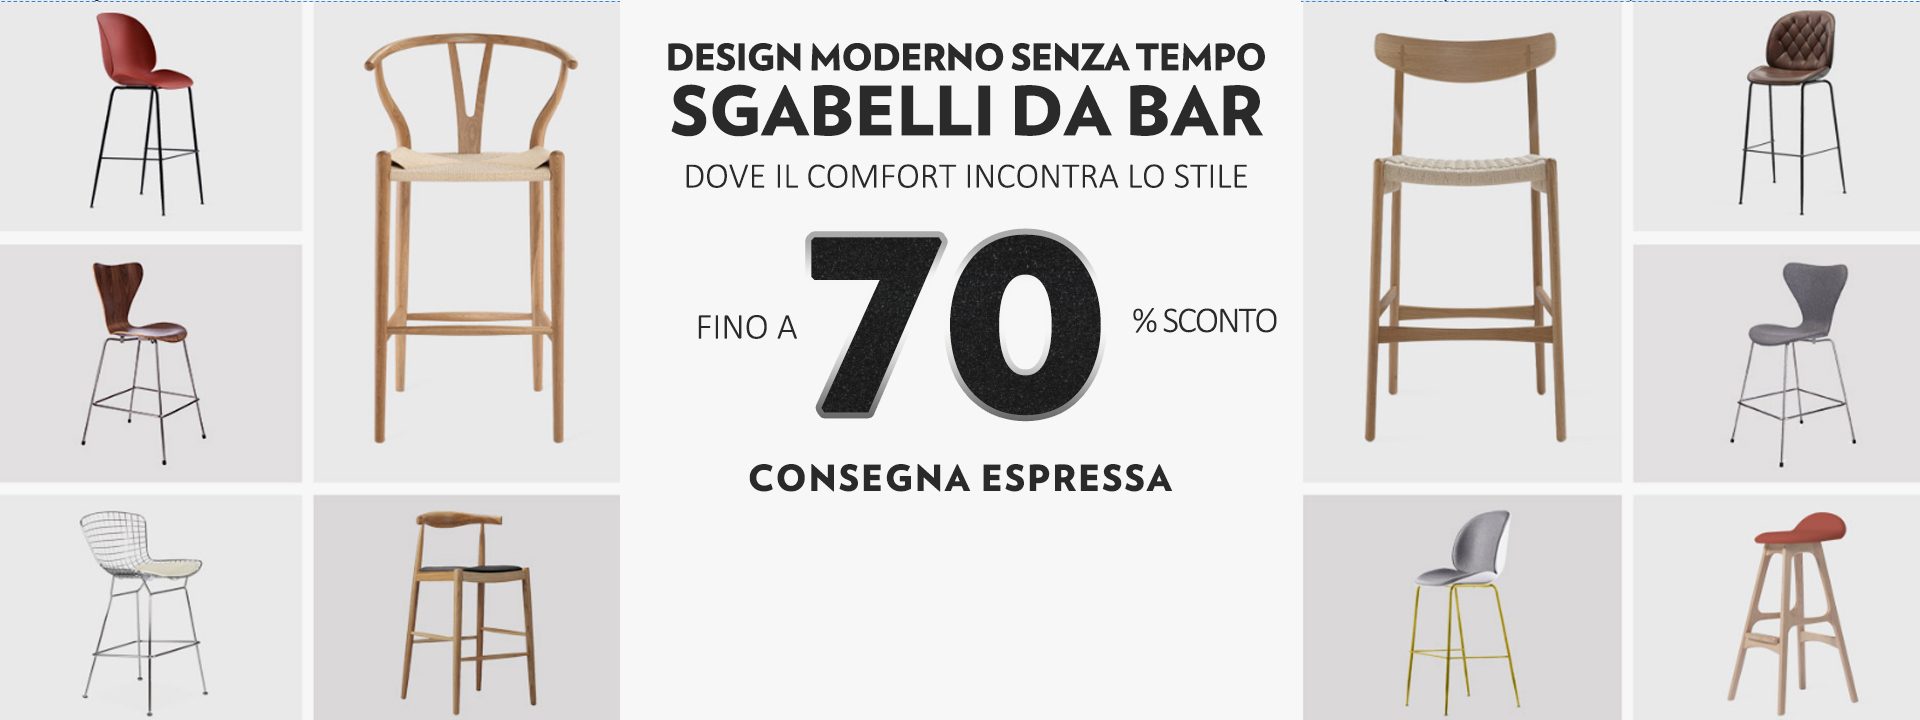 DESIGN MODERNO SENZA TEMPO
SGABELLI DA BAR
DOVE IL COMFORT INCONTRA LO STILE
FINO A 70 % SCONTO
CONSEGNA ESPRESSA